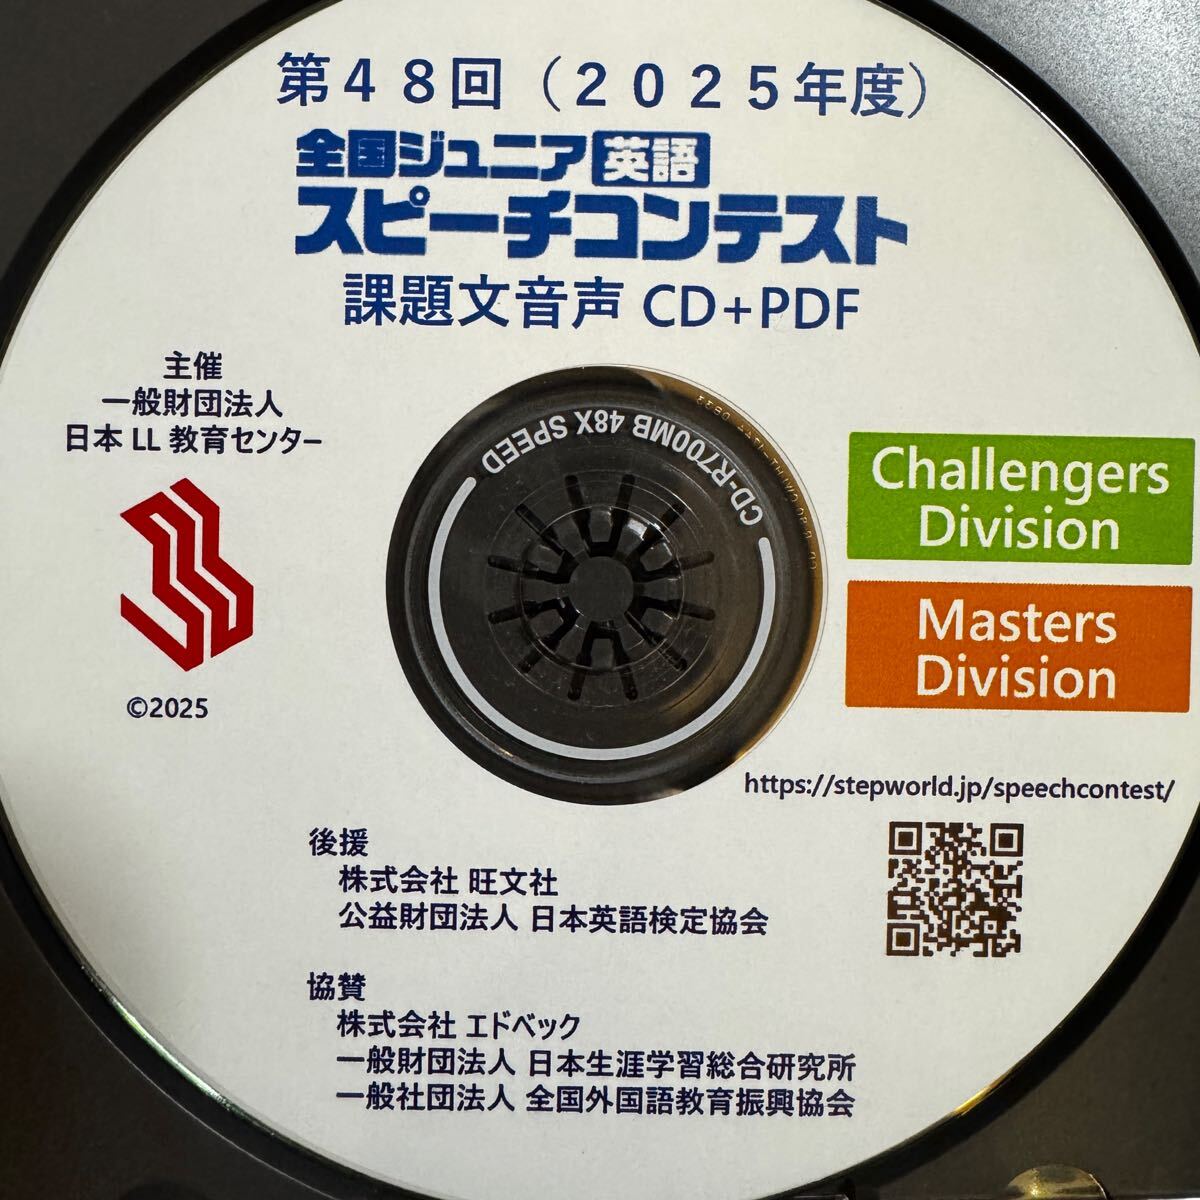 第48回（2025年度）
全国ジュニア英語
スピーチコンテスト
課題文音声 CD+PDF
主催
一般財団法人
日本 LL 教育センター
©2025
CD-R700MB 48X SPEED
Challengers
Division
Masters
Division
https://stepworld.jp/speechcontest/
後援
株式会社 旺文社
公益財団法人 日本英語検定協会
協賛
株式会社 エドベック
一般財団法人 日本生涯学習総合研究所
一般社団法人 全国外国語教育振興協会